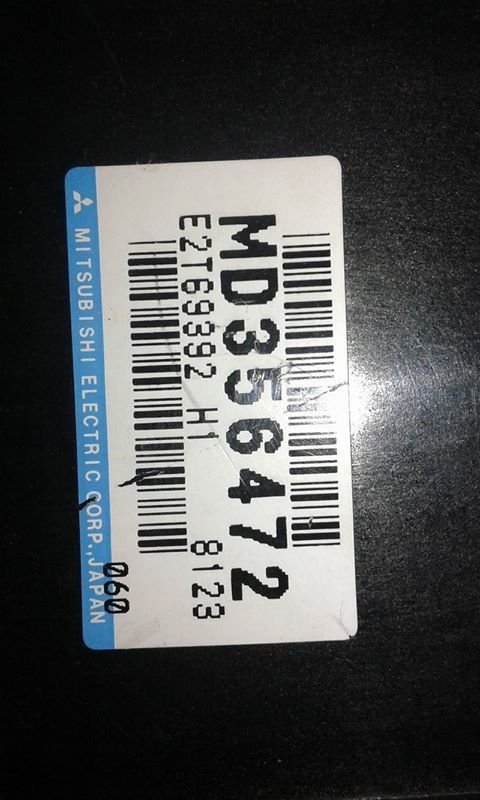 MD356472
E2T69392 H1 8123
060
MITSUBISHI ELECTRIC CORP., JAPAN